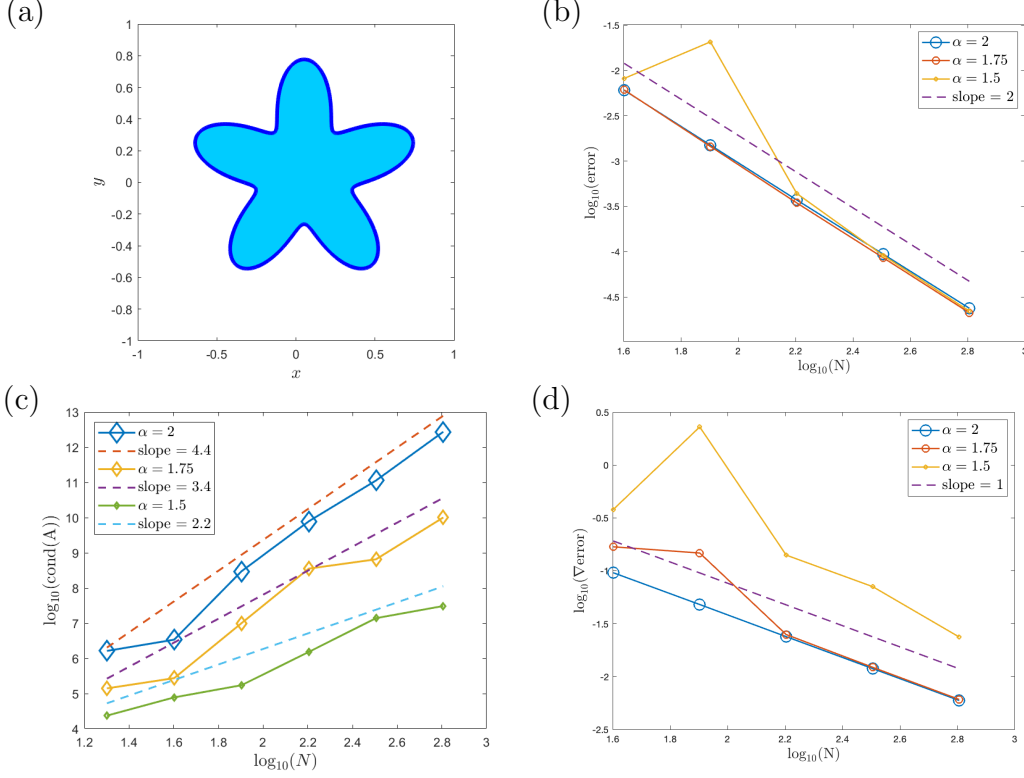 (a)
1
0.8
0.6
0.4
0.2
0
-0.2
-0.4
-0.6
-0.8
-1
y
-1
-0.5
0
0.5
1
x
(b)
-1.5
-2
-2.5
-3
-3.5
-4
-4.5
log₁₀(error)
1.6
1.8
2
2.2
2.4
2.6
2.8
3
log₁₀(N)
α = 2
α = 1.75
α = 1.5
slope = 2
(c)
13
12
11
10
9
8
7
6
5
4
log₁₀(cond(A))
1.2
1.4
1.6
1.8
2
2.2
2.4
2.6
2.8
3
log₁₀(N)
α = 2
slope = 4.4
α = 1.75
slope = 3.4
α = 1.5
slope = 2.2
(d)
0.5
0
-0.5
-1
-1.5
-2
-2.5
log₁₀(∇error)
1.6
1.8
2
2.2
2.4
2.6
2.8
3
log₁₀(N)
α = 2
α = 1.75
α = 1.5
slope = 1